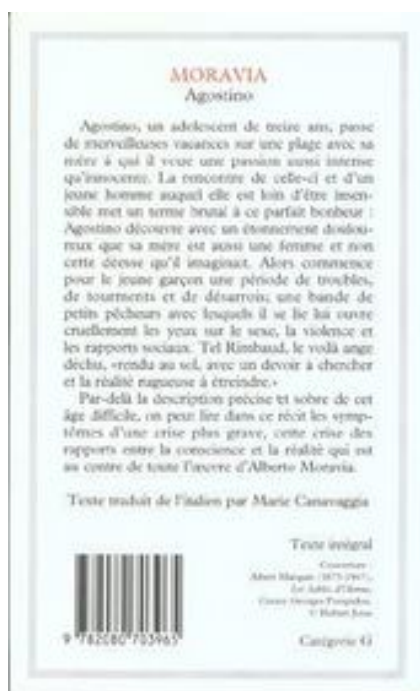 MORAVIA
Agostino
Agostino, un adolescent de treize ans, passe
de merveilleuses vacances sur une plage avec sa
mère à qui il voue une passion aussi intense
qu'innocente. La rencontre de celle-ci et d'un
jeune homme auquel elle est loin d'être insen-
sible met un terme brutal à ce parfait bonheur :
Agostino découvre avec un étonnement doulou-
reux que sa mère est aussi une femme et non
cette déesse qu'il imaginait. Alors commence
pour le jeune garçon une période de troubles,
de tourments et de désarrois; une bande de
petits pêcheurs avec lesquels il se lie lui ouvre
cruellement les yeux sur le sexe, la violence et
les rapports sociaux. Tel Rimbaud, le voilà ange
déchu, «rendu au sol, avec un devoir à chercher
et la réalité rugueuse à étreindre.»
Par-delà la description précise et sobre de cet
âge difficile, on peut lire dans ce récit les symp-
tômes d'une crise plus grave, cette crise des
rapports entre la conscience et la réalité qui est
au centre de toute l'œuvre d'Alberto Moravia.
Texte traduit de l'italien par Marie Canavaggia
Texte intégral
Couverture :
Albert Marquet (1875-1947),
Centre Georges Pompidou,
9 782080 703965
Catégorie G